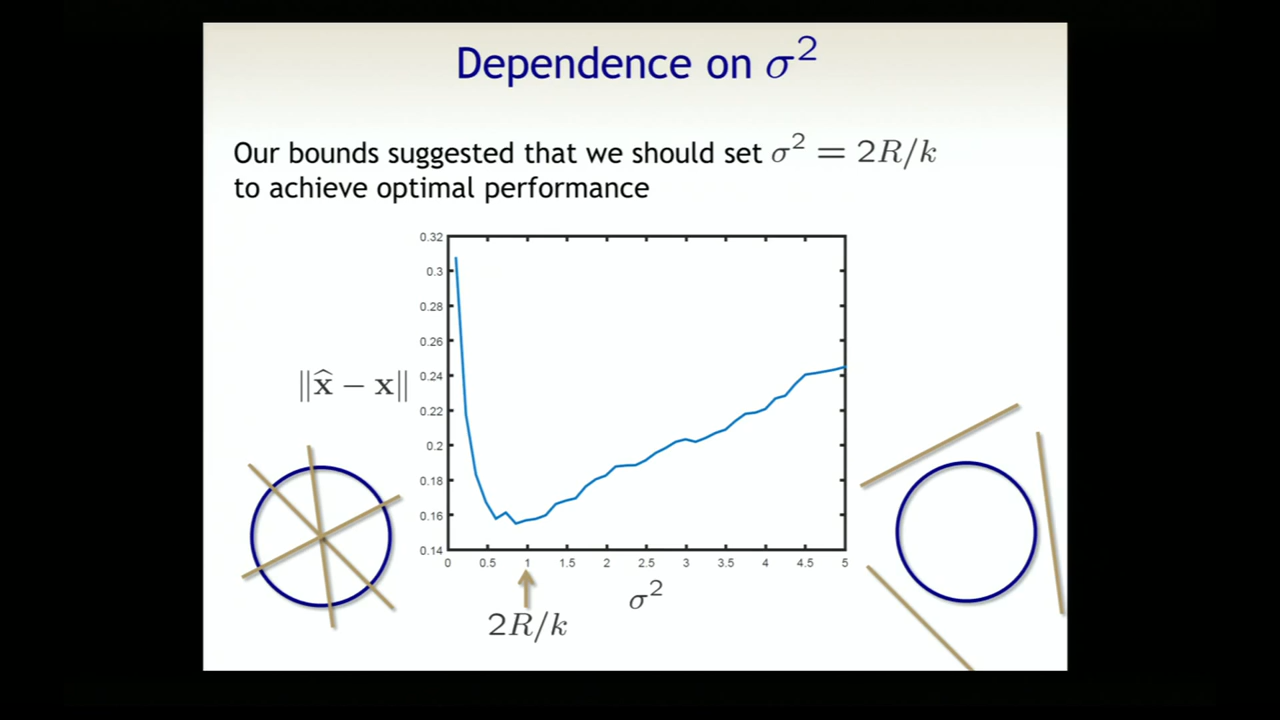 Dependence on σ²
Our bounds suggested that we should set σ² = 2R/k
to achieve optimal performance
0.32
0.3
0.28
0.26
0.24
0.22
0.2
0.18
0.16
0.14
‖x̂ − x‖
0 0.5 1 1.5 2 2.5 3 3.5 4 4.5 5
σ²
2R/k